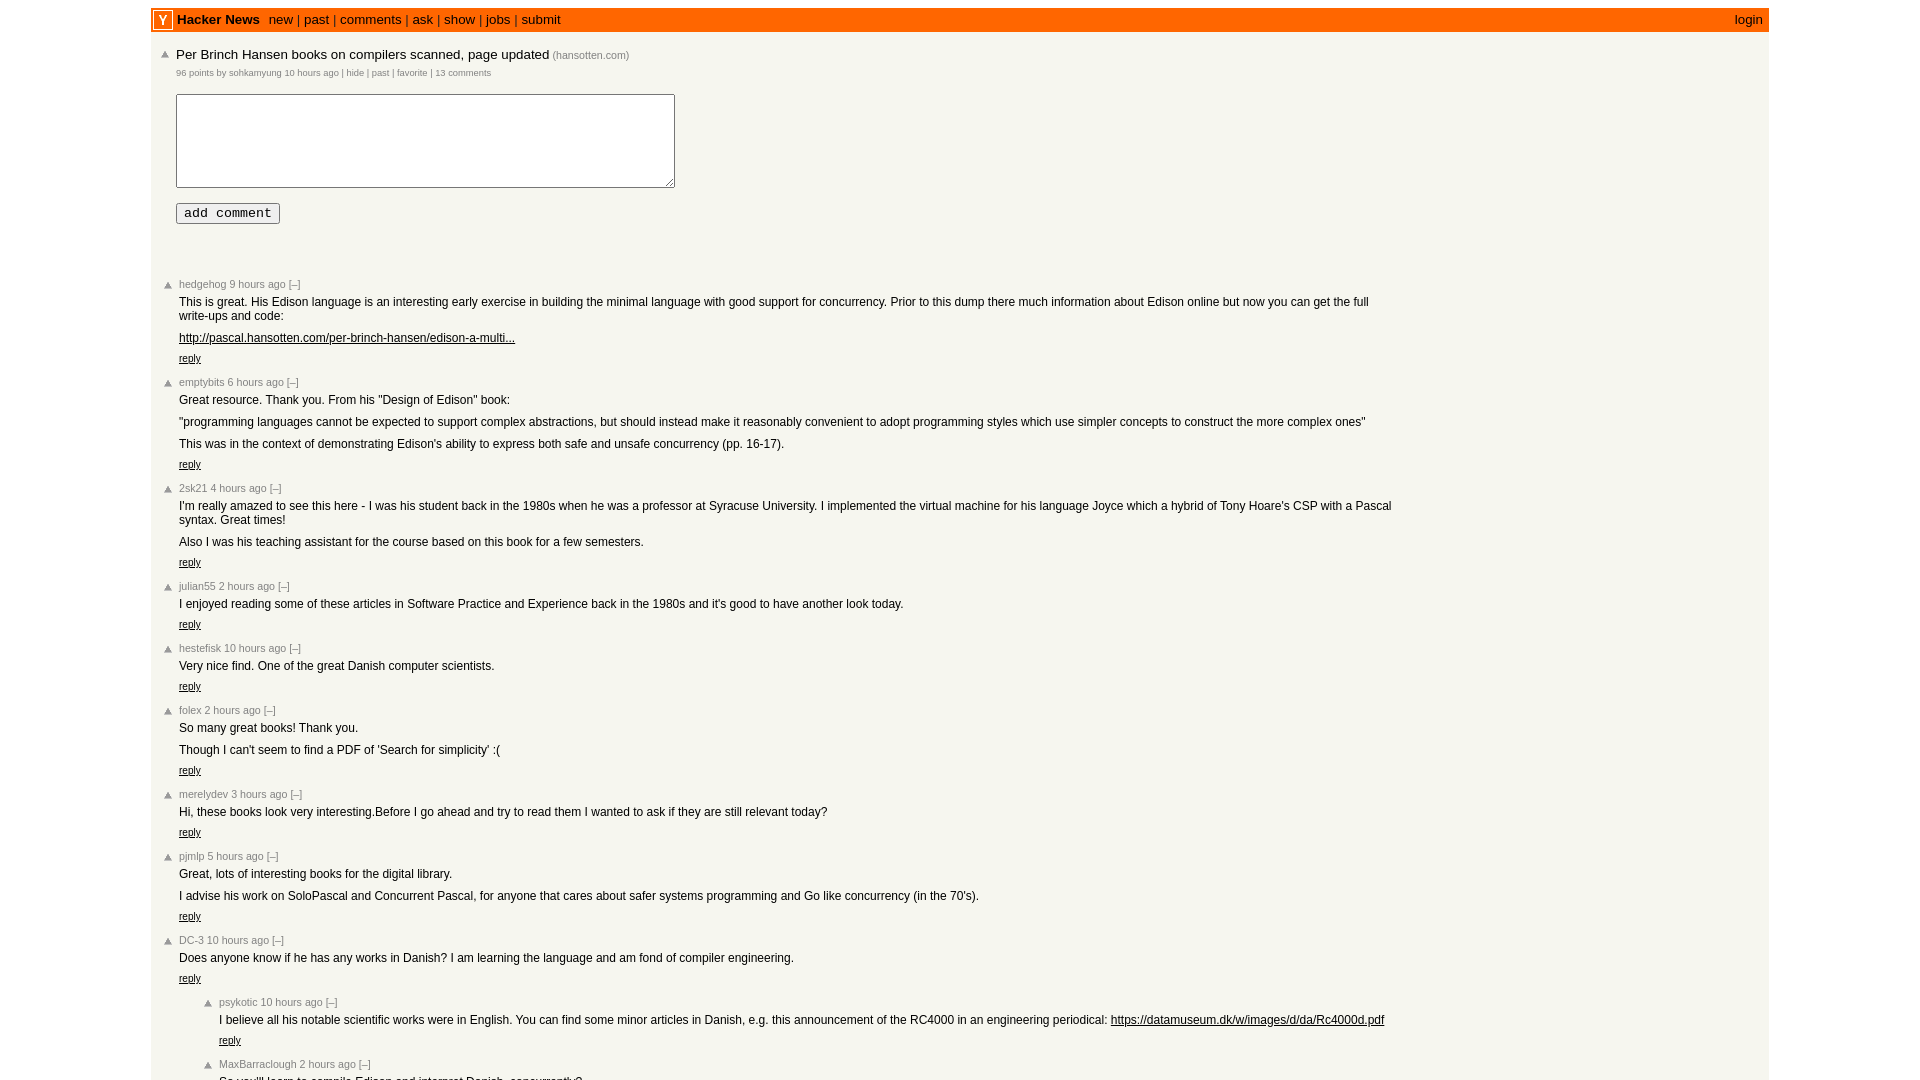 Y Hacker News new | past | comments | ask | show | jobs | submit login
Per Brinch Hansen books on compilers scanned, page updated (hansotten.com)
96 points by sohkamyung 10 hours ago | hide | past | favorite | 13 comments
add comment
hedgehog 9 hours ago [–]
This is great. His Edison language is an interesting early exercise in building the minimal language with good support for concurrency. Prior to this dump there much information about Edison online but now you can get the full
write-ups and code:
http://pascal.hansotten.com/per-brinch-hansen/edison-a-multi...
reply
emptybits 6 hours ago [–]
Great resource. Thank you. From his "Design of Edison" book:
"programming languages cannot be expected to support complex abstractions, but should instead make it reasonably convenient to adopt programming styles which use simpler concepts to construct the more complex ones"
This was in the context of demonstrating Edison's ability to express both safe and unsafe concurrency (pp. 16-17).
reply
2sk21 4 hours ago [–]
I'm really amazed to see this here - I was his student back in the 1980s when he was a professor at Syracuse University. I implemented the virtual machine for his language Joyce which a hybrid of Tony Hoare's CSP with a Pascal
syntax. Great times!
Also I was his teaching assistant for the course based on this book for a few semesters.
reply
julian55 2 hours ago [–]
I enjoyed reading some of these articles in Software Practice and Experience back in the 1980s and it's good to have another look today.
reply
hestefisk 10 hours ago [–]
Very nice find. One of the great Danish computer scientists.
reply
folex 2 hours ago [–]
So many great books! Thank you.
Though I can't seem to find a PDF of 'Search for simplicity' :(
reply
merelydev 3 hours ago [–]
Hi, these books look very interesting.Before I go ahead and try to read them I wanted to ask if they are still relevant today?
reply
pjmlp 5 hours ago [–]
Great, lots of interesting books for the digital library.
I advise his work on SoloPascal and Concurrent Pascal, for anyone that cares about safer systems programming and Go like concurrency (in the 70's).
reply
DC-3 10 hours ago [–]
Does anyone know if he has any works in Danish? I am learning the language and am fond of compiler engineering.
reply
psykotic 10 hours ago [–]
I believe all his notable scientific works were in English. You can find some minor articles in Danish, e.g. this announcement of the RC4000 in an engineering periodical: https://datamuseum.dk/w/images/d/da/Rc4000d.pdf
reply
MaxBarraclough 2 hours ago [–]
So you'll learn to compile Edison and interpret Danish, concurrently?